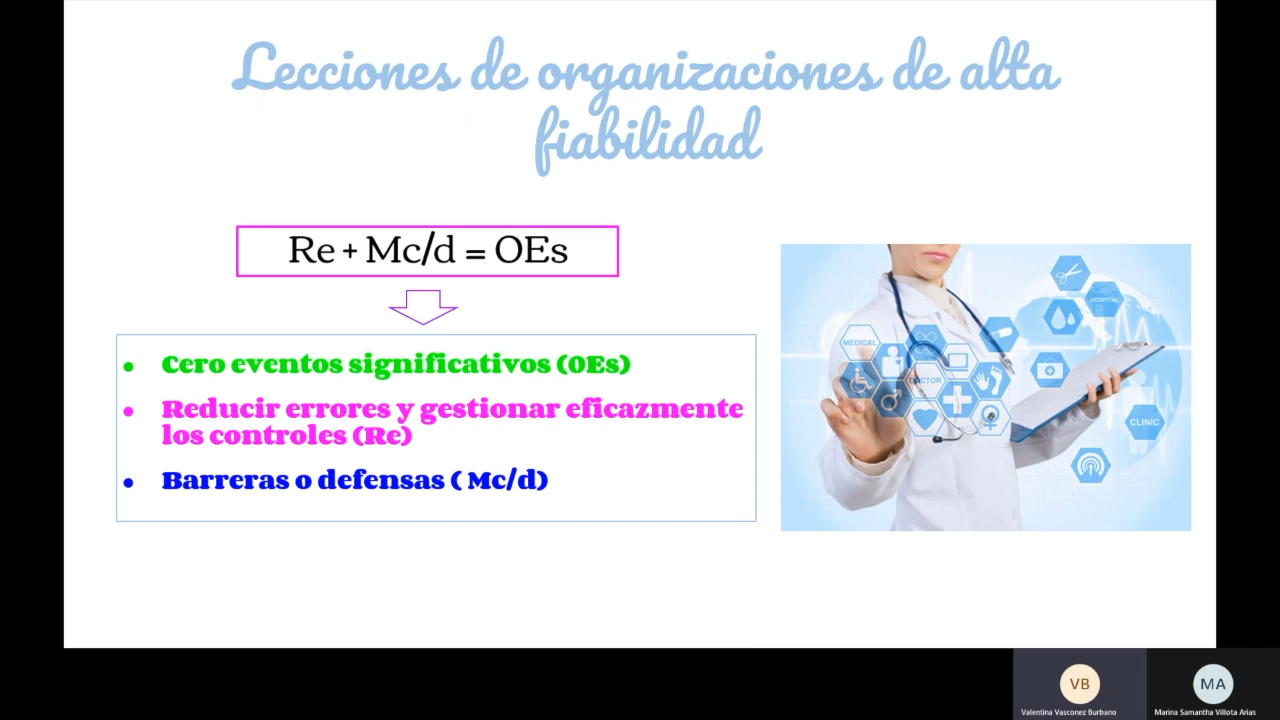 Lecciones de organizaciones de alta
fiabilidad
Re + Mc/d = OEs
● Cero eventos significativos (OEs)
● Reducir errores y gestionar eficazmente
los controles (Re)
● Barreras o defensas ( Mc/d)
HOSPITAL
MEDICAL
DOCTOR
CLINIC
VB
MA
Valentina Vasconez Burbano
Marina Samantha Villota Arias